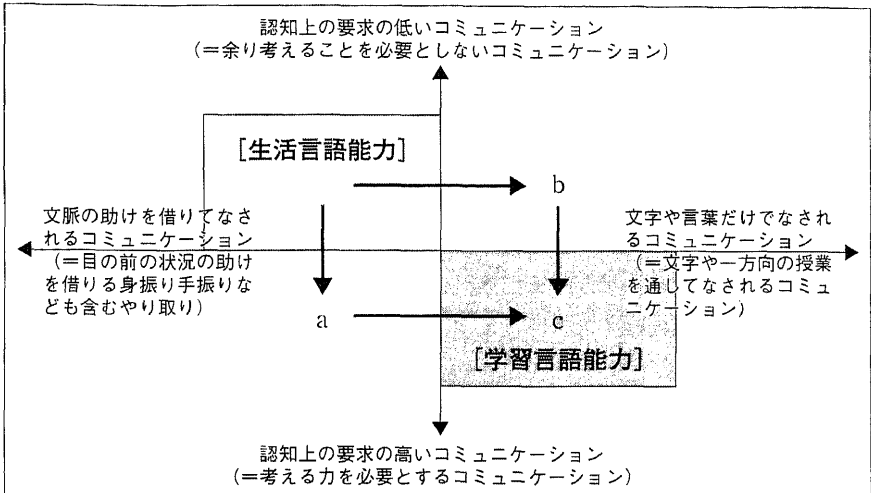 認知上の要求の低いコミュニケーション
(=余り考えることを必要としないコミュニケーション)
[生活言語能力]
b
文脈の助けを借りてなさ
れるコミュニケーション
(=目の前の状況の助け
を借りる身振り手振りな
ども含むやり取り)
文字や言葉だけでなされ
るコミュニケーション
(=文字や一方向の授業
を通してなされるコミュ
ニケーション)
a
c
[学習言語能力]
認知上の要求の高いコミュニケーション
(=考える力を必要とするコミュニケーション)